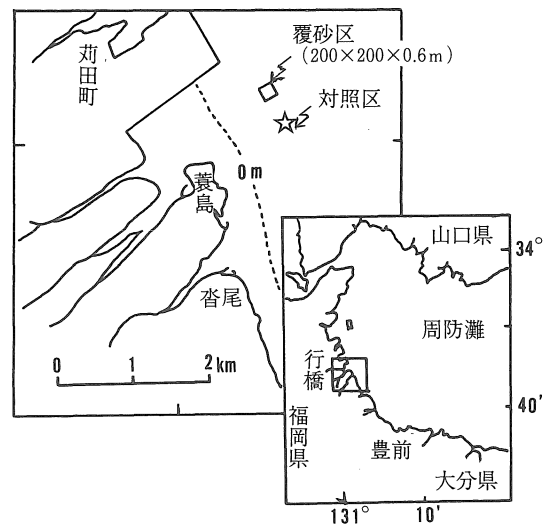 覆砂区
(200×200×0.6m)
苅田町
対照区
0m
蓑島
沓尾
0 1 2km
山口県
34°
周防灘
行橋
40'
福岡県
豊前
大分県
131° 10'